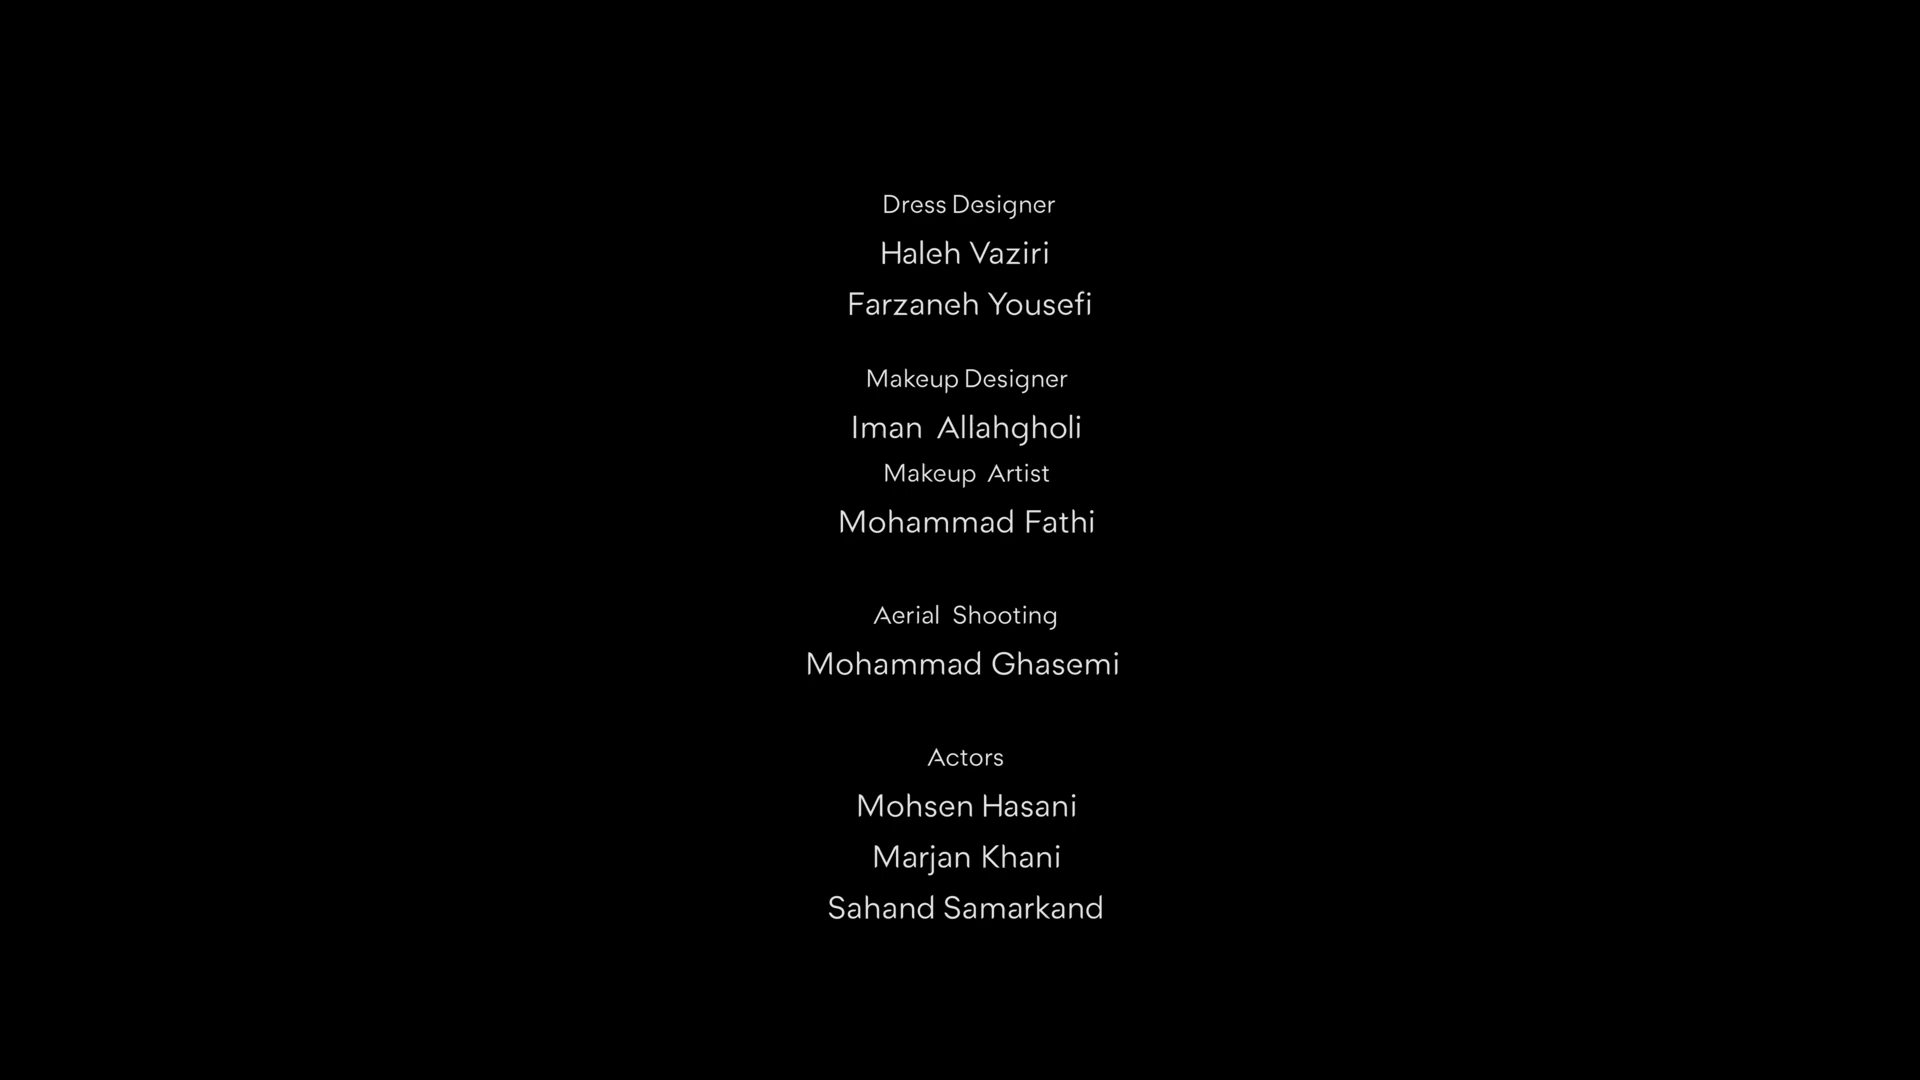 Dress Designer
Haleh Vaziri
Farzaneh Yousefi
Makeup Designer
Iman Allahgholi
Makeup Artist
Mohammad Fathi
Aerial Shooting
Mohammad Ghasemi
Actors
Mohsen Hasani
Marjan Khani
Sahand Samarkand